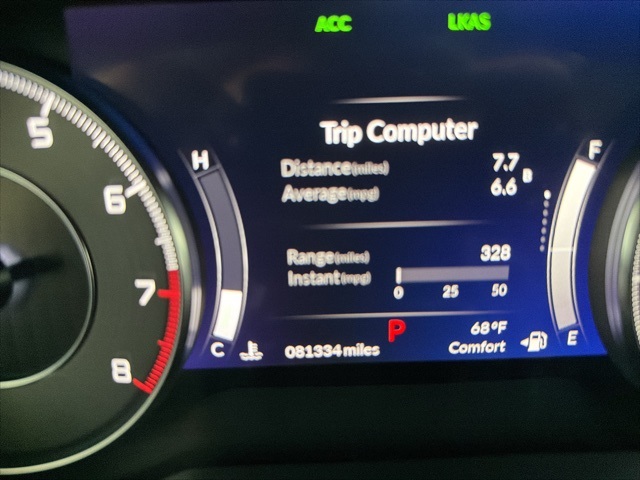 ACC LKAS
Trip Computer
Distance(miles) 7.7
Average(mpg) 6.6
B
Range(miles) 328
Instant(mpg)
0 25 50
P
68°F
081334 miles
Comfort
H
C
F
E
5
6
7
8